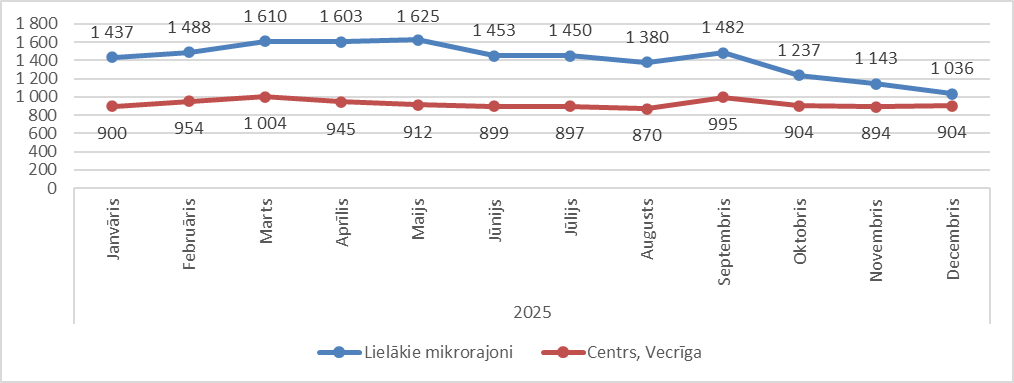 1 800
1 600
1 400
1 200
1 000
800
600
400
200
0
1 437 1 488 1 610 1 603 1 625 1 453 1 450 1 380 1 482 1 237 1 143 1 036
900 954 1 004 945 912 899 897 870 995 904 894 904
Janvāris Februāris Marts Aprīlis Maijs Jūnijs Jūlijs Augusts Septembris Oktobris Novembris Decembris
2025
Lielākie mikrorajoni Centrs, Vecrīga